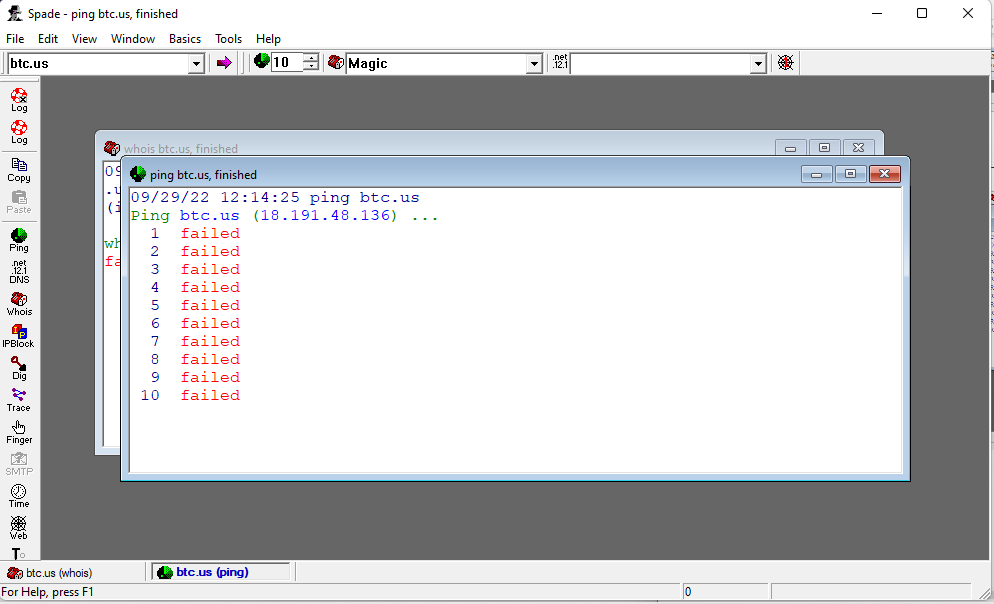 Spade - ping btc.us, finished
File Edit View Window Basics Tools Help
btc.us 10 Magic .net .12.1
Log
Log
Copy
Paste
Ping
.net .12.1 DNS
Whois
IPBlock
Dig
Trace
Finger
SMTP
Time
Web
To
whois btc.us, finished
09
.u
(i
wh
fa
ping btc.us, finished
09/29/22 12:14:25 ping btc.us
Ping btc.us (18.191.48.136) ...
1 failed
2 failed
3 failed
4 failed
5 failed
6 failed
7 failed
8 failed
9 failed
10 failed
btc.us (whois) btc.us (ping)
For Help, press F1 0